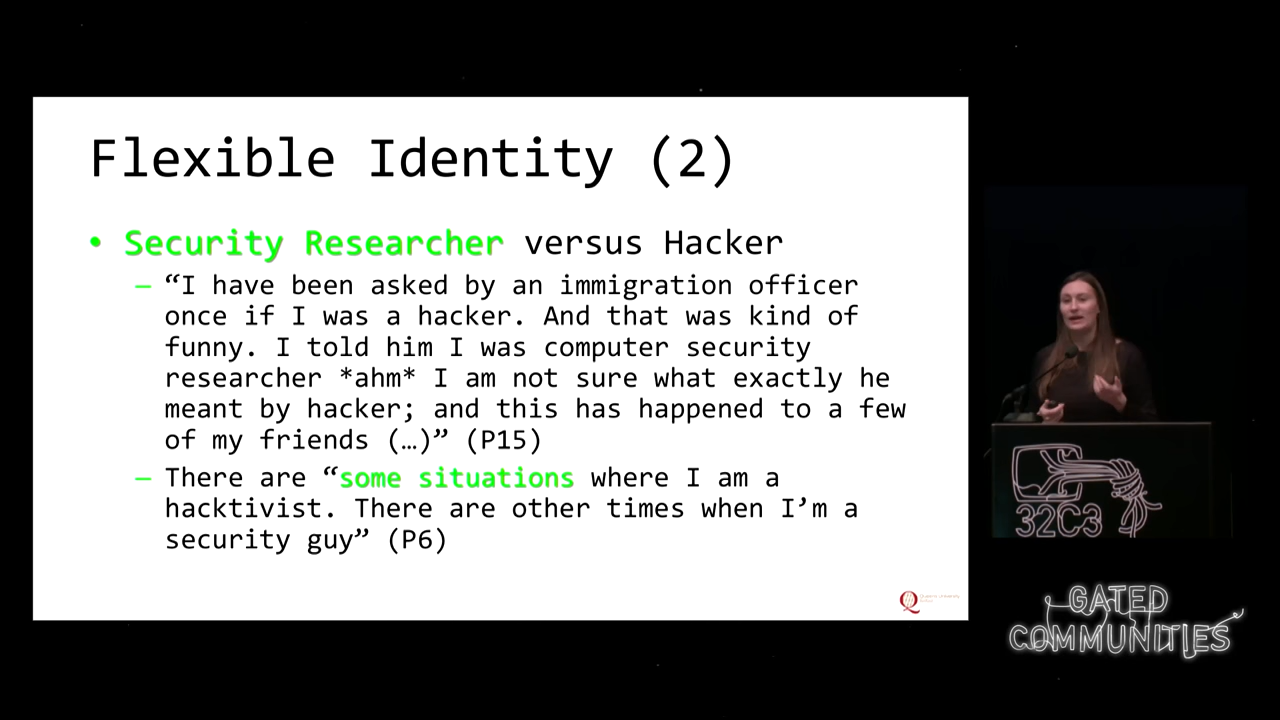 Flexible Identity (2)
• Security Researcher versus Hacker
– “I have been asked by an immigration officer
once if I was a hacker. And that was kind of
funny. I told him I was computer security
researcher *ahm* I am not sure what exactly he
meant by hacker; and this has happened to a few
of my friends (…)” (P15)
– There are “some situations where I am a
hacktivist. There are other times when I’m a
security guy” (P6)
Q
32C3
GATED
COMMUNITIES